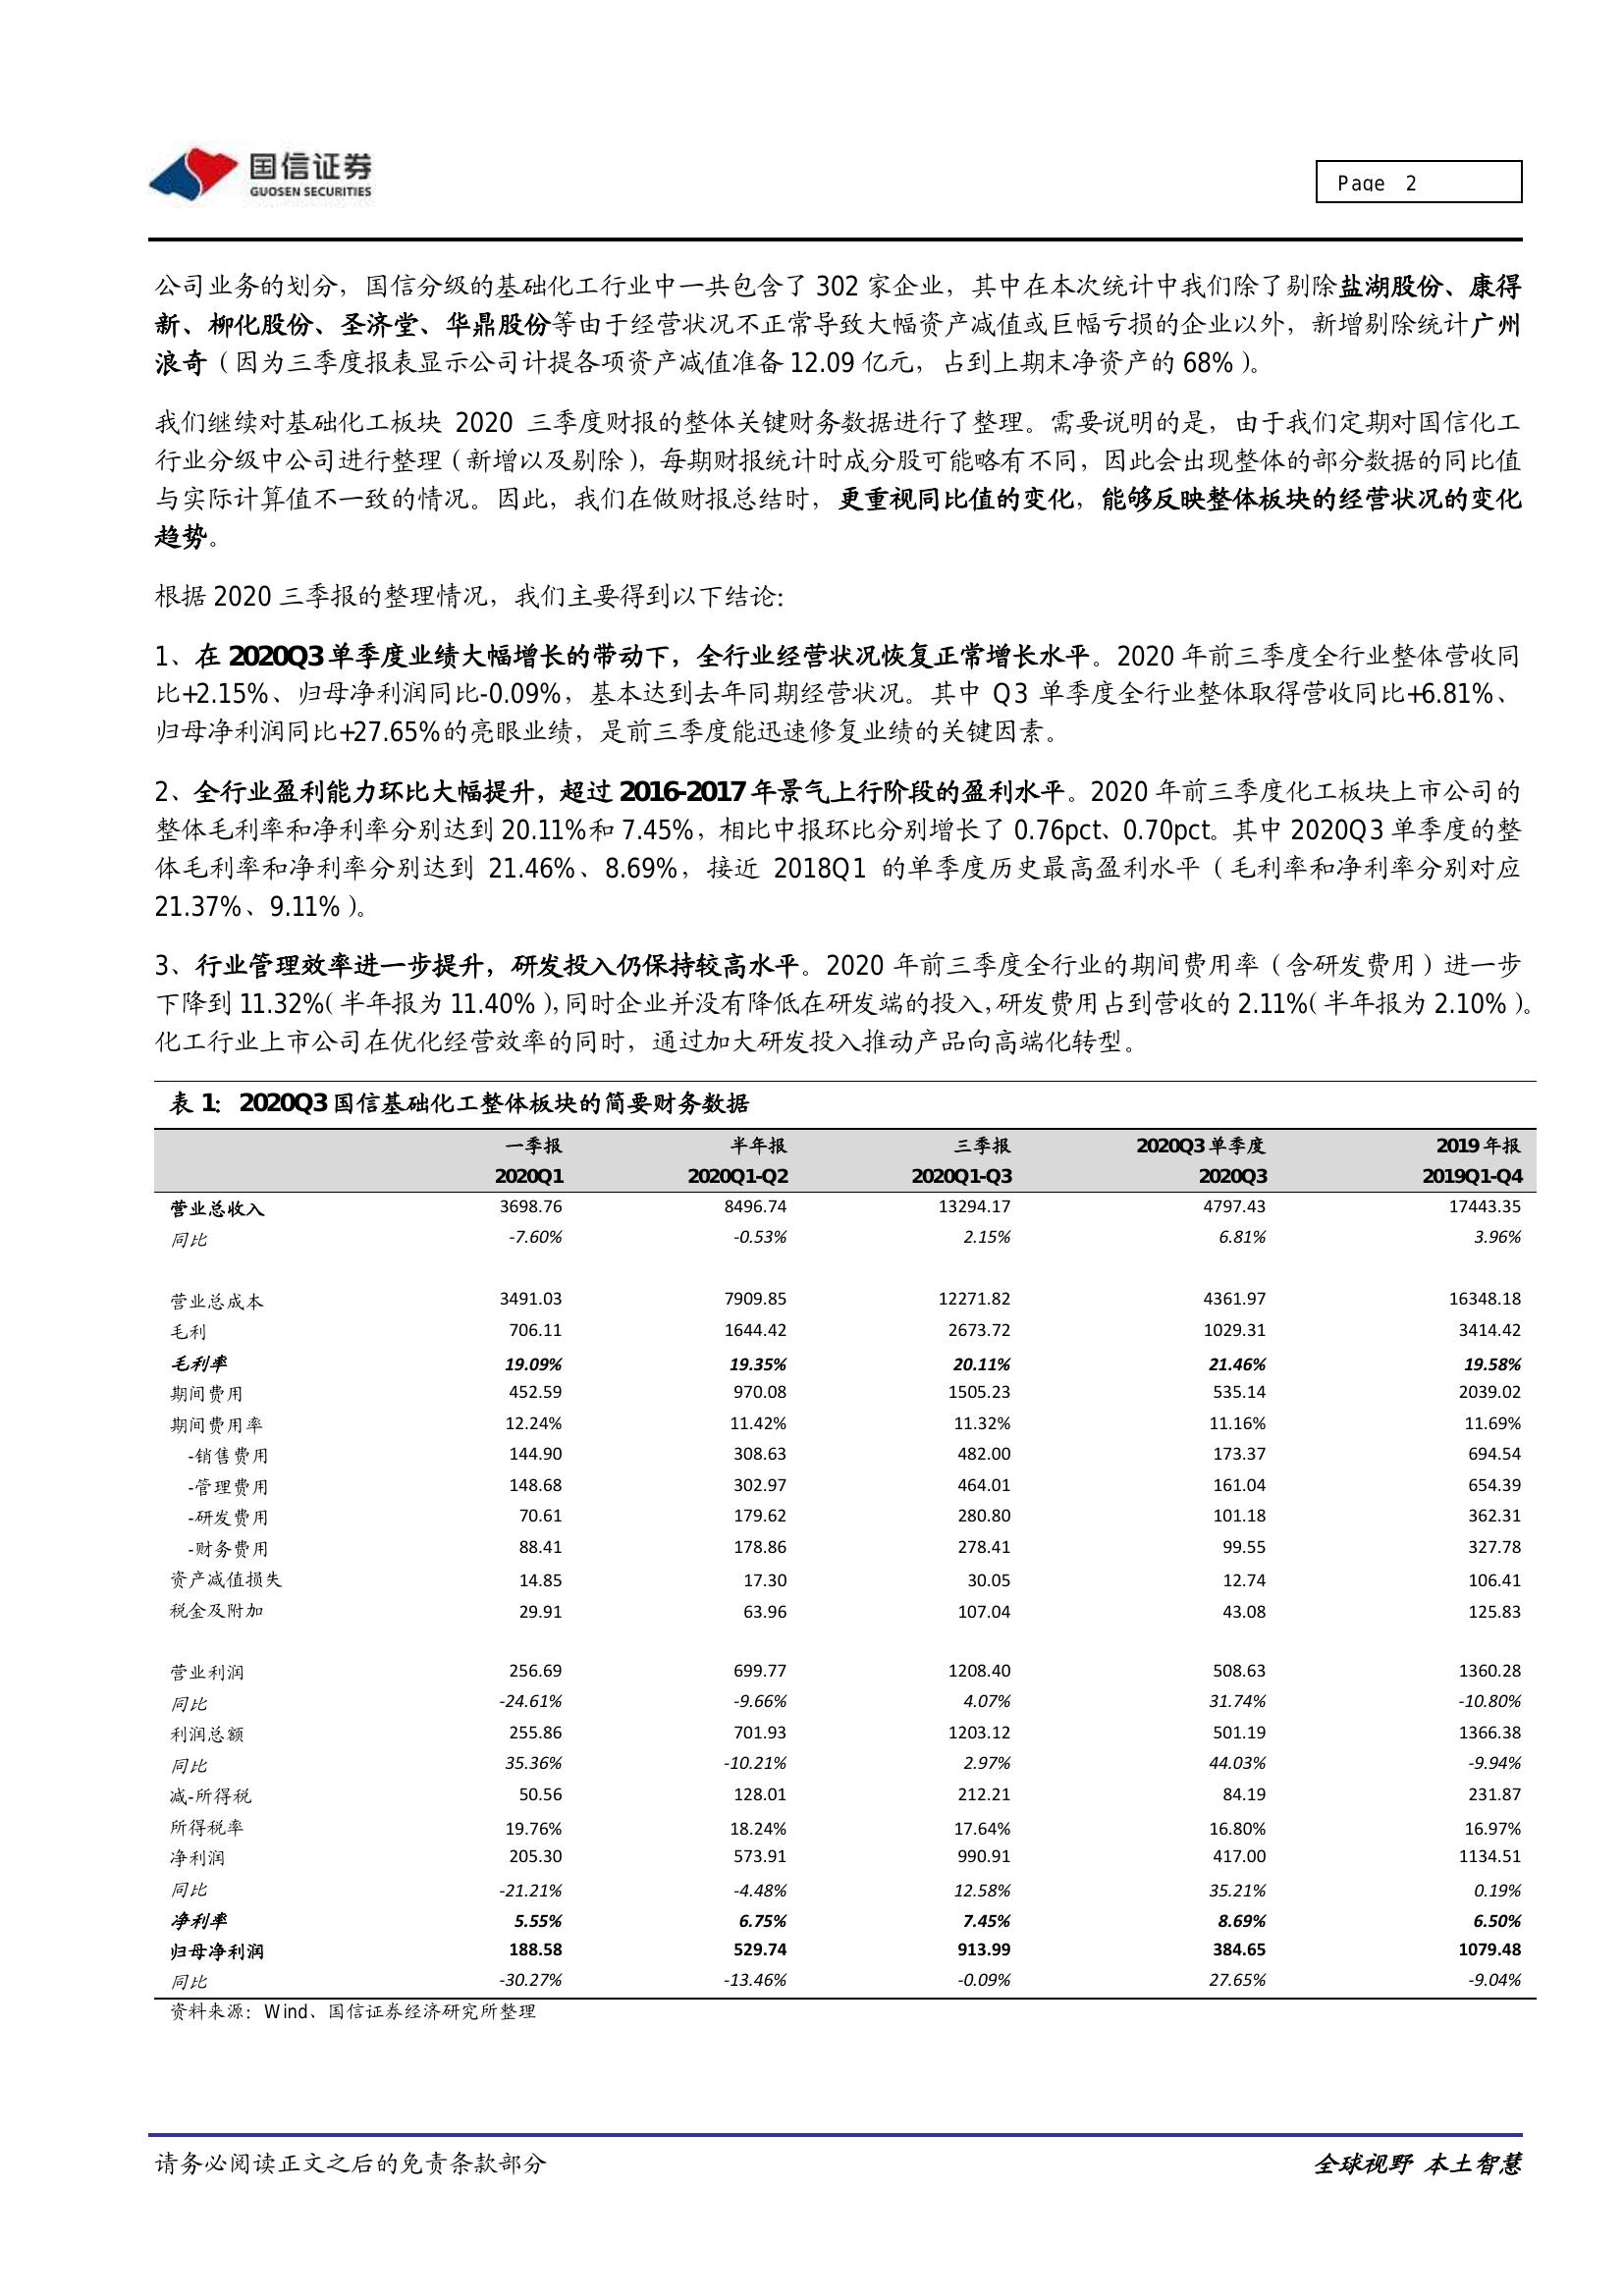 国信证券
GUOSEN SECURITIES
Page 2
公司业务的划分，国信分级的基础化工行业中一共包含了 302 家企业，其中在本次统计中我们除了剔除盐湖股份、康得
新、柳化股份、圣济堂、华鼎股份等由于经营状况不正常导致大幅资产减值或巨幅亏损的企业以外，新增剔除统计广州
浪奇（因为三季度报表显示公司计提各项资产减值准备 12.09 亿元，占到上期末净资产的 68%）。
我们继续对基础化工板块 2020 三季度财报的整体关键财务数据进行了整理。需要说明的是，由于我们定期对国信化工
行业分级中公司进行整理（新增以及剔除），每期财报统计时成分股可能略有不同，因此会出现整体的部分数据的同比值
与实际计算值不一致的情况。因此，我们在做财报总结时，更重视同比值的变化，能够反映整体板块的经营状况的变化
趋势。
根据 2020 三季报的整理情况，我们主要得到以下结论：
1、在 2020Q3 单季度业绩大幅增长的带动下，全行业经营状况恢复正常增长水平。2020 年前三季度全行业整体营收同
比+2.15%、归母净利润同比-0.09%，基本达到去年同期经营状况。其中 Q3 单季度全行业整体取得营收同比+6.81%、
归母净利润同比+27.65%的亮眼业绩，是前三季度能迅速修复业绩的关键因素。
2、全行业盈利能力环比大幅提升，超过 2016-2017 年景气上行阶段的盈利水平。2020 年前三季度化工板块上市公司的
整体毛利率和净利率分别达到 20.11%和 7.45%，相比中报环比分别增长了 0.76pct、0.70pct。其中 2020Q3 单季度的整
体毛利率和净利率分别达到 21.46%、8.69%，接近 2018Q1 的单季度历史最高盈利水平（毛利率和净利率分别对应
21.37%、9.11%）。
3、行业管理效率进一步提升，研发投入仍保持较高水平。2020 年前三季度全行业的期间费用率（含研发费用）进一步
下降到 11.32%（半年报为 11.40%），同时企业并没有降低在研发端的投入，研发费用占到营收的 2.11%（半年报为 2.10%）。
化工行业上市公司在优化经营效率的同时，通过加大研发投入推动产品向高端化转型。
表 1：2020Q3 国信基础化工整体板块的简要财务数据
一季报 半年报 三季报 2020Q3 单季度 2019 年报
2020Q1 2020Q1-Q2 2020Q1-Q3 2020Q3 2019Q1-Q4
营业总收入 3698.76 8496.74 13294.17 4797.43 17443.35
同比 -7.60% -0.53% 2.15% 6.81% 3.96%
营业总成本 3491.03 7909.85 12271.82 4361.97 16348.18
毛利 706.11 1644.42 2673.72 1029.31 3414.42
毛利率 19.09% 19.35% 20.11% 21.46% 19.58%
期间费用 452.59 970.08 1505.23 535.14 2039.02
期间费用率 12.24% 11.42% 11.32% 11.16% 11.69%
-销售费用 144.90 308.63 482.00 173.37 694.54
-管理费用 148.68 302.97 464.01 161.04 654.39
-研发费用 70.61 179.62 280.80 101.18 362.31
-财务费用 88.41 178.86 278.41 99.55 327.78
资产减值损失 14.85 17.30 30.05 12.74 106.41
税金及附加 29.91 63.96 107.04 43.08 125.83
营业利润 256.69 699.77 1208.40 508.63 1360.28
同比 -24.61% -9.66% 4.07% 31.74% -10.80%
利润总额 255.86 701.93 1203.12 501.19 1366.38
同比 35.36% -10.21% 2.97% 44.03% -9.94%
减-所得税 50.56 128.01 212.21 84.19 231.87
所得税率 19.76% 18.24% 17.64% 16.80% 16.97%
净利润 205.30 573.91 990.91 417.00 1134.51
同比 -21.21% -4.48% 12.58% 35.21% 0.19%
净利率 5.55% 6.75% 7.45% 8.69% 6.50%
归母净利润 188.58 529.74 913.99 384.65 1079.48
同比 -30.27% -13.46% -0.09% 27.65% -9.04%
资料来源：Wind、国信证券经济研究所整理
请务必阅读正文之后的免责条款部分 全球视野 本土智慧